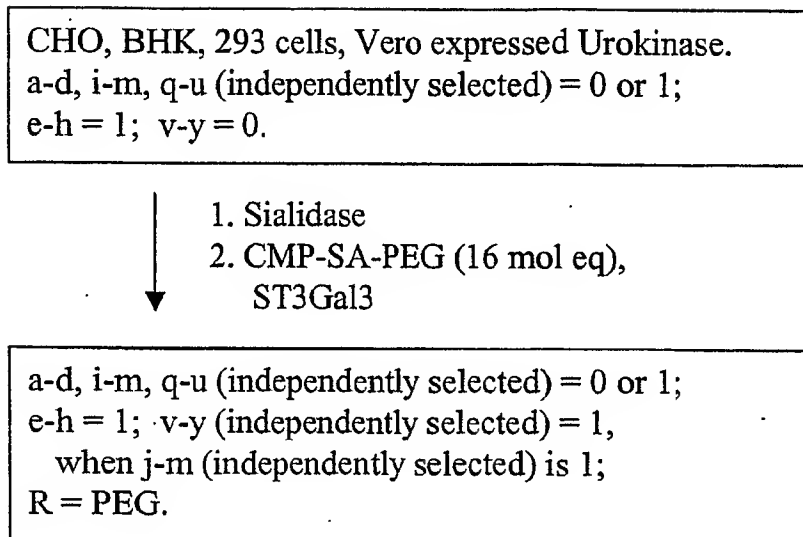 CHO, BHK, 293 cells, Vero expressed Urokinase.
a-d, i-m, q-u (independently selected) = 0 or 1;
e-h = 1; v-y = 0.
1. Sialidase
2. CMP-SA-PEG (16 mol eq),
ST3Gal3
a-d, i-m, q-u (independently selected) = 0 or 1;
e-h = 1; v-y (independently selected) = 1,
when j-m (independently selected) is 1;
R = PEG.